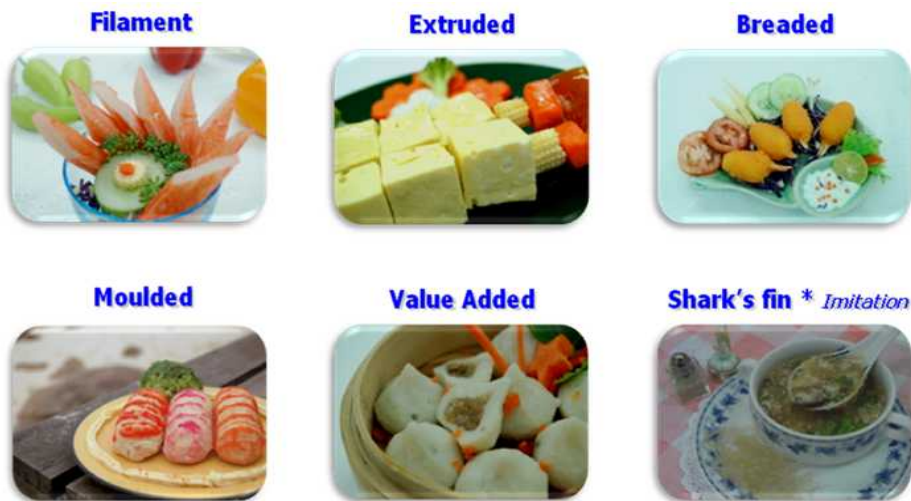 Filament
Extruded
Breaded
Moulded
Value Added
Shark's fin * Imitation